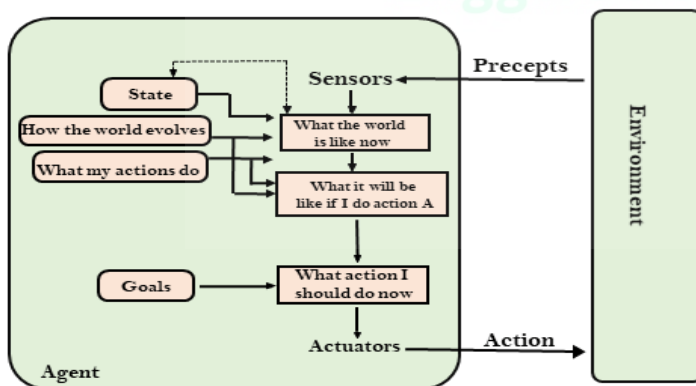 Precepts
Sensors
State
What the world
is like now
How the world evolves
What my actions do
What it will be
like if I do action A
Environment
Goals
What action I
should do now
Actuators
Action
Agent